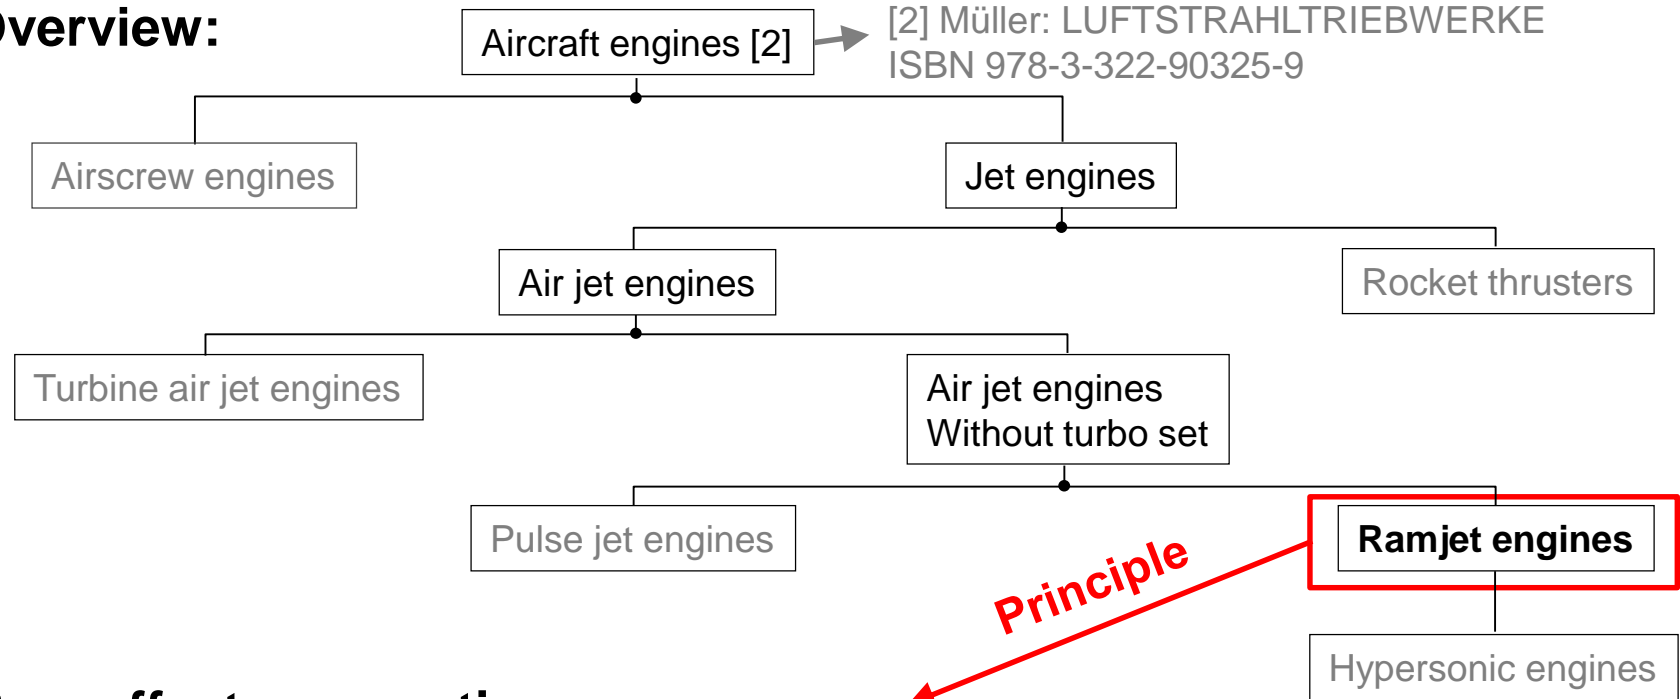 verview:
Aircraft engines [2]
[2] Müller: LUFTSTRAHLTRIEBWERKE
ISBN 978-3-322-90325-9
Airscrew engines
Jet engines
Air jet engines
Rocket thrusters
Turbine air jet engines
Air jet engines
Without turbo set
Pulse jet engines
Ramjet engines
Principle
Hypersonic engines